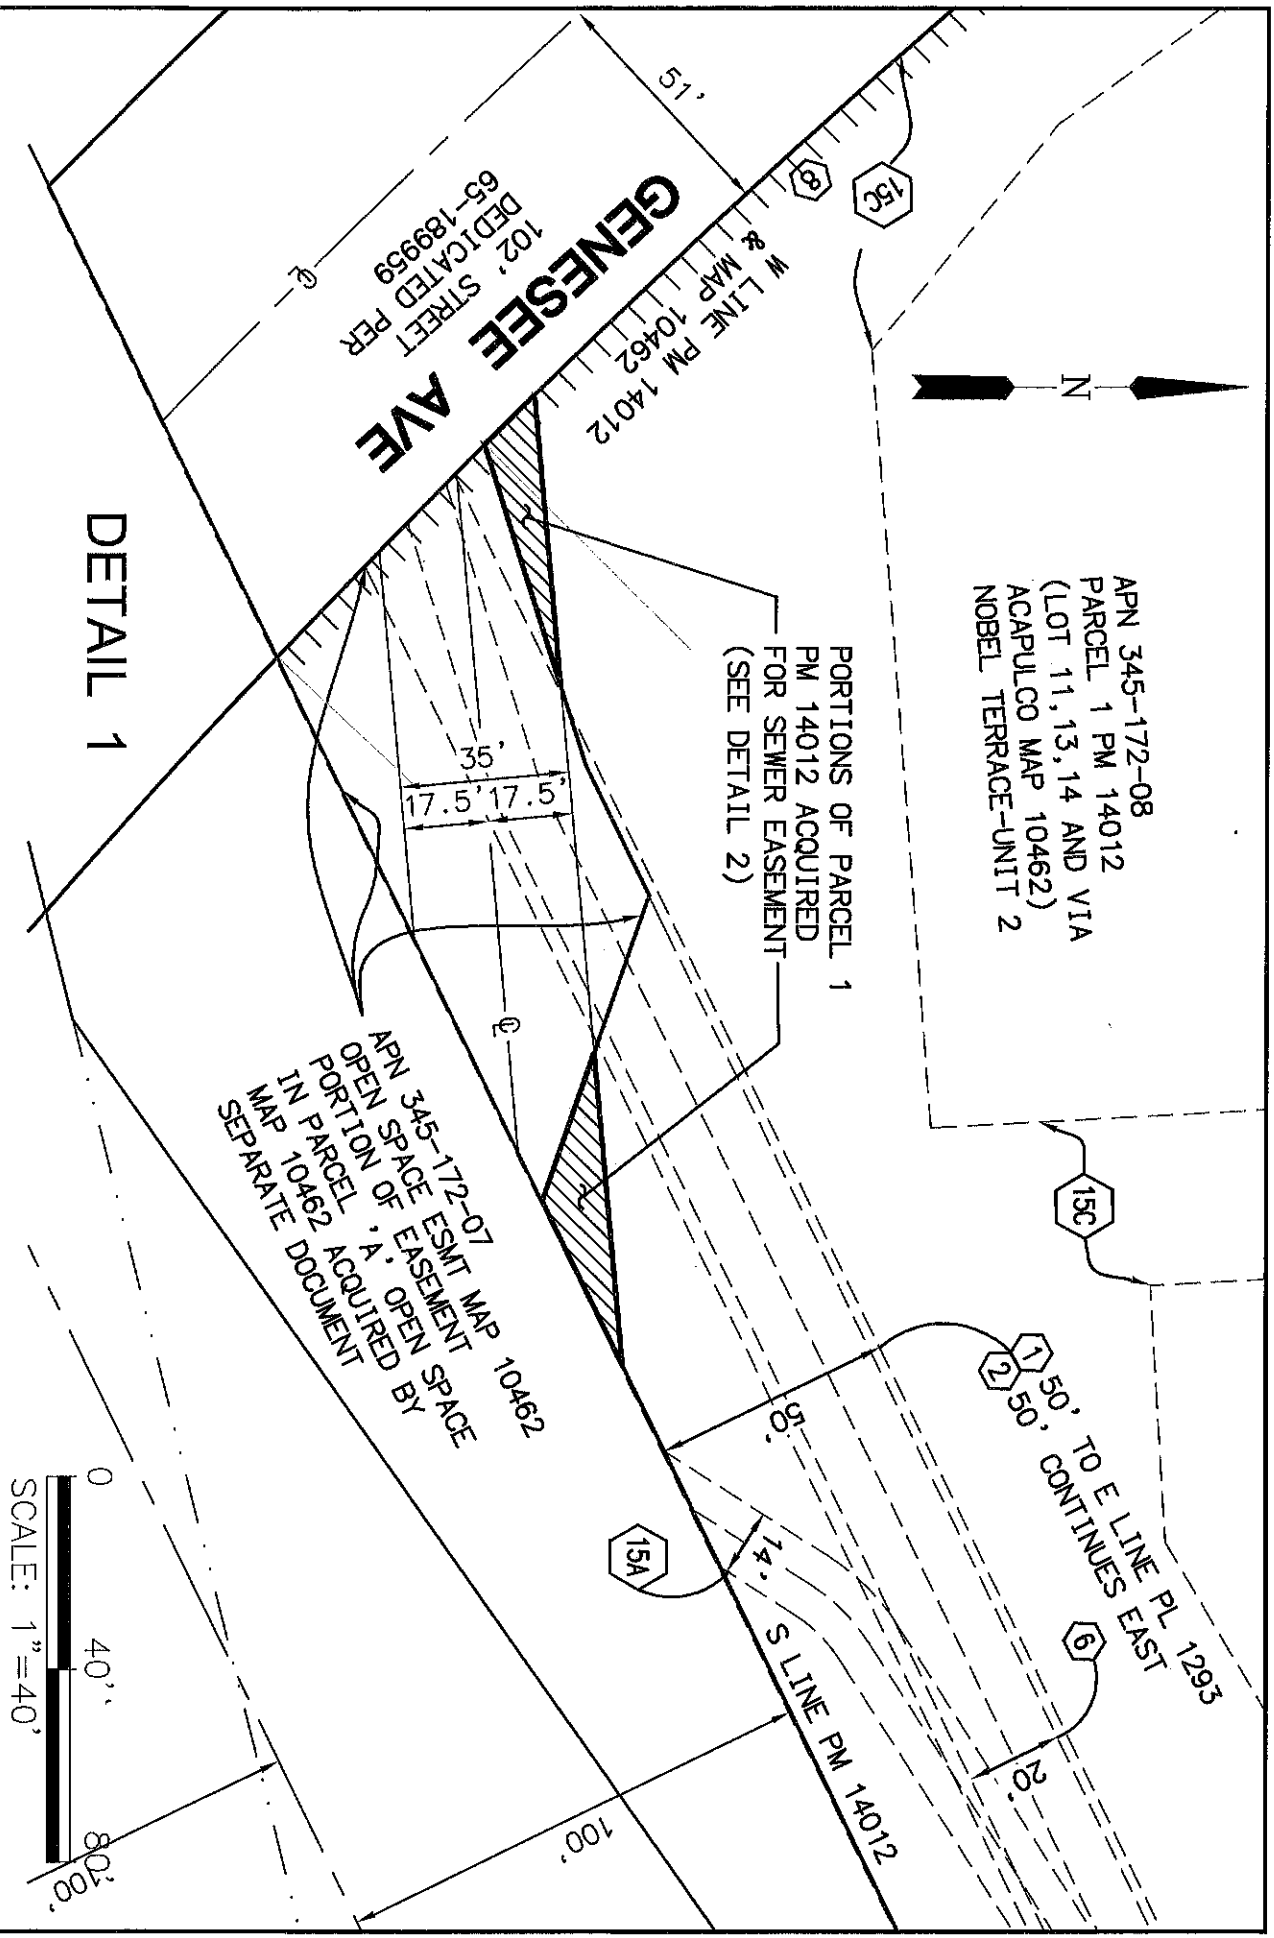 51'
GENESEE AVE
102' STREET
DEDICATED PER
65-189959
℄
8
15C
W LINE PM 14012
& MAP 10462
N
APN 345-172-08
PARCEL 1 PM 14012
(LOT 11,13,14 AND VIA
ACAPULCO MAP 10462)
NOBEL TERRACE-UNIT 2
PORTIONS OF PARCEL 1
PM 14012 ACQUIRED
FOR SEWER EASEMENT
(SEE DETAIL 2)
35'
17.5'
17.5'
℄
DETAIL 1
APN 345-172-07
OPEN SPACE ESMT MAP 10462
PORTION OF EASEMENT
IN PARCEL 'A' OPEN SPACE
MAP 10462 ACQUIRED BY
SEPARATE DOCUMENT
15C
1 50' TO E LINE PL 1293
2 50' CONTINUES EAST
50'
6
20'
14'
15A
S LINE PM 14012
100'
100'
0 40' 80'
SCALE: 1"=40'